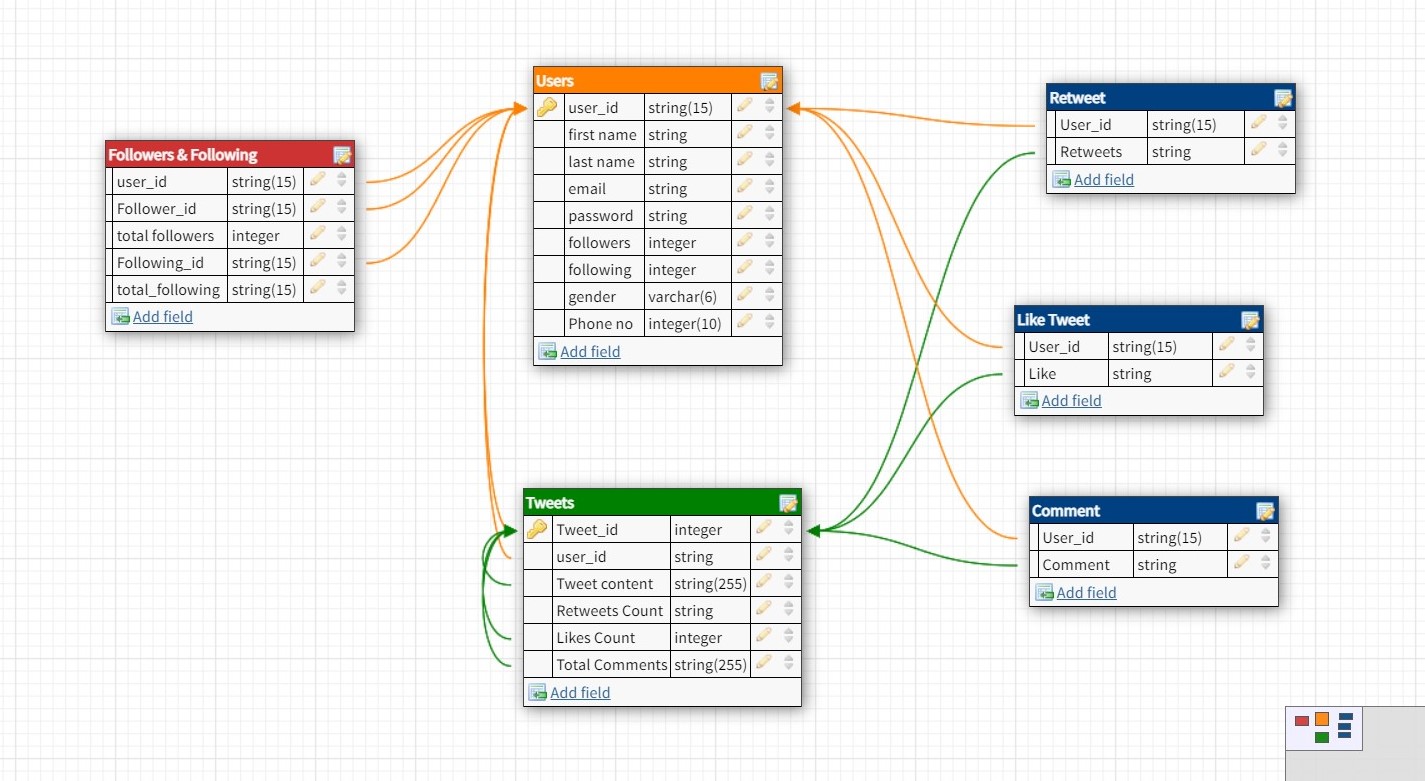 Users
user_id string(15)
first name string
last name string
email string
password string
followers integer
following integer
gender varchar(6)
Phone no integer(10)
Add field
Retweet
User_id string(15)
Retweets string
Add field
Followers & Following
user_id string(15)
Follower_id string(15)
total followers integer
Following_id string(15)
total_following string(15)
Add field
Like Tweet
User_id string(15)
Like string
Add field
Tweets
Tweet_id integer
user_id string
Tweet content string(255)
Retweets Count string
Likes Count integer
Total Comments string(255)
Add field
Comment
User_id string(15)
Comment string
Add field